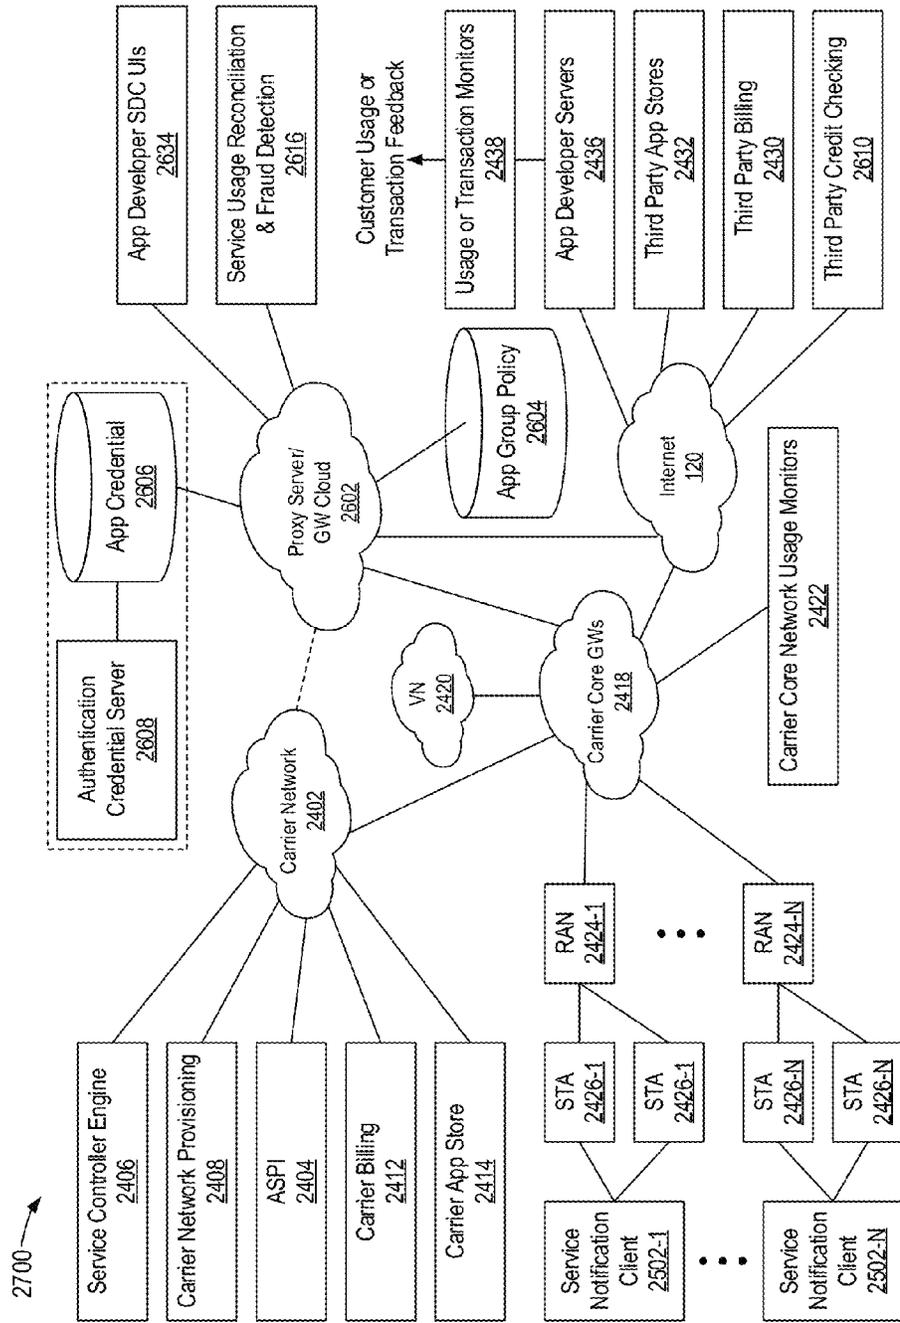 2700
Service Controller Engine
2406
Carrier Network Provisioning
2408
ASPI
2404
Carrier Billing
2412
Carrier App Store
2414
Service
Notification
Client
2502-1
Service
Notification
Client
2502-N
STA
2426-1
STA
2426-1
STA
2426-N
STA
2426-N
RAN
2424-1
RAN
2424-N
Authentication
Credential Server
2608
App Credential
2606
Carrier Network
2402
VN
2420
Carrier Core GWs
2418
Carrier Core Network Usage Monitors
2422
Proxy Server/
GW Cloud
2602
App Group Policy
2604
Internet
120
App Developer SDC UIs
2634
Service Usage Reconciliation
& Fraud Detection
2616
Customer Usage or
Transaction Feedback
Usage or Transaction Monitors
2438
App Developer Servers
2436
Third Party App Stores
2432
Third Party Billing
2430
Third Party Credit Checking
2610